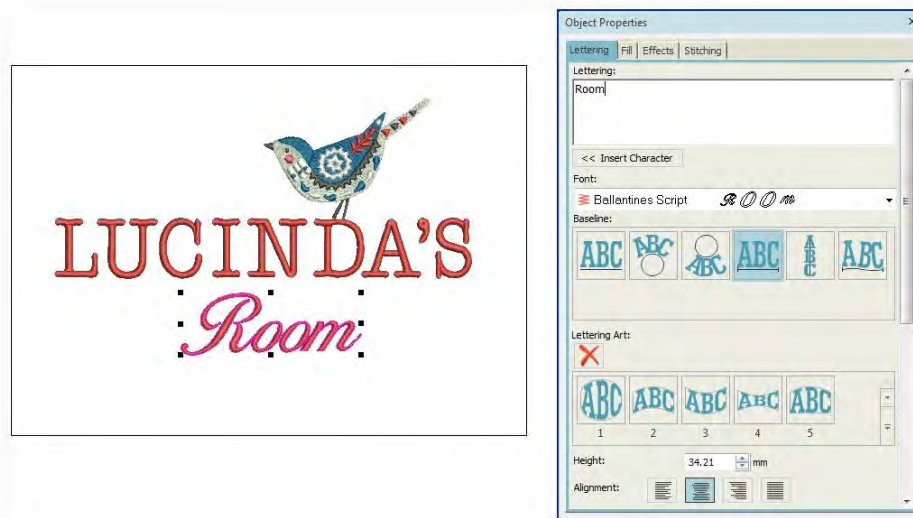 LUCINDA'S
Room
Object Properties
Lettering
Fill
Effects
Stitching
Lettering:
Room
<< Insert Character
Font:
Ballantines Script ROOm
Baseline:
ABC ABC ABC ABC ABC ABC
Lettering Art:
ABC ABC ABC ABC ABC
1 2 3 4 5
Height: 34.21 mm
Alignment: